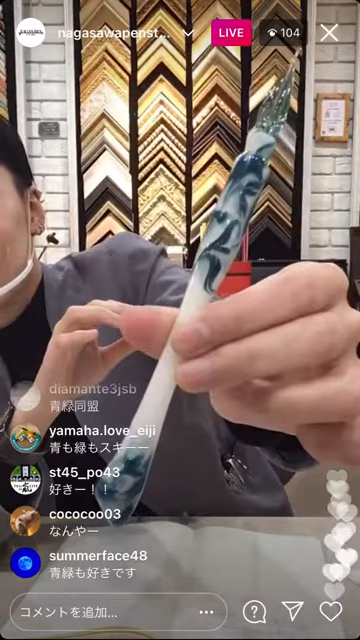 nagasawapenst...
LIVE
104
diamante3jsb
青緑同盟
yamaha.love_eiji
青も緑もスキーー
st45_po43
好きー！！
cococoo03
なんやー
summerface48
青緑も好きです
コメントを追加...